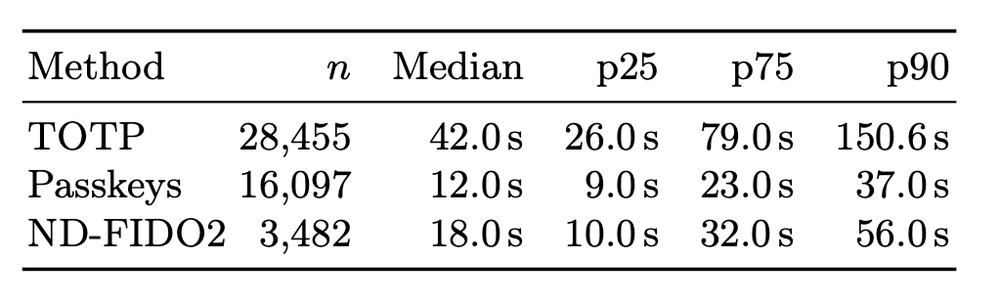 Method n Median p25 p75 p90
TOTP 28,455 42.0 s 26.0 s 79.0 s 150.6 s
Passkeys 16,097 12.0 s 9.0 s 23.0 s 37.0 s
ND-FIDO2 3,482 18.0 s 10.0 s 32.0 s 56.0 s